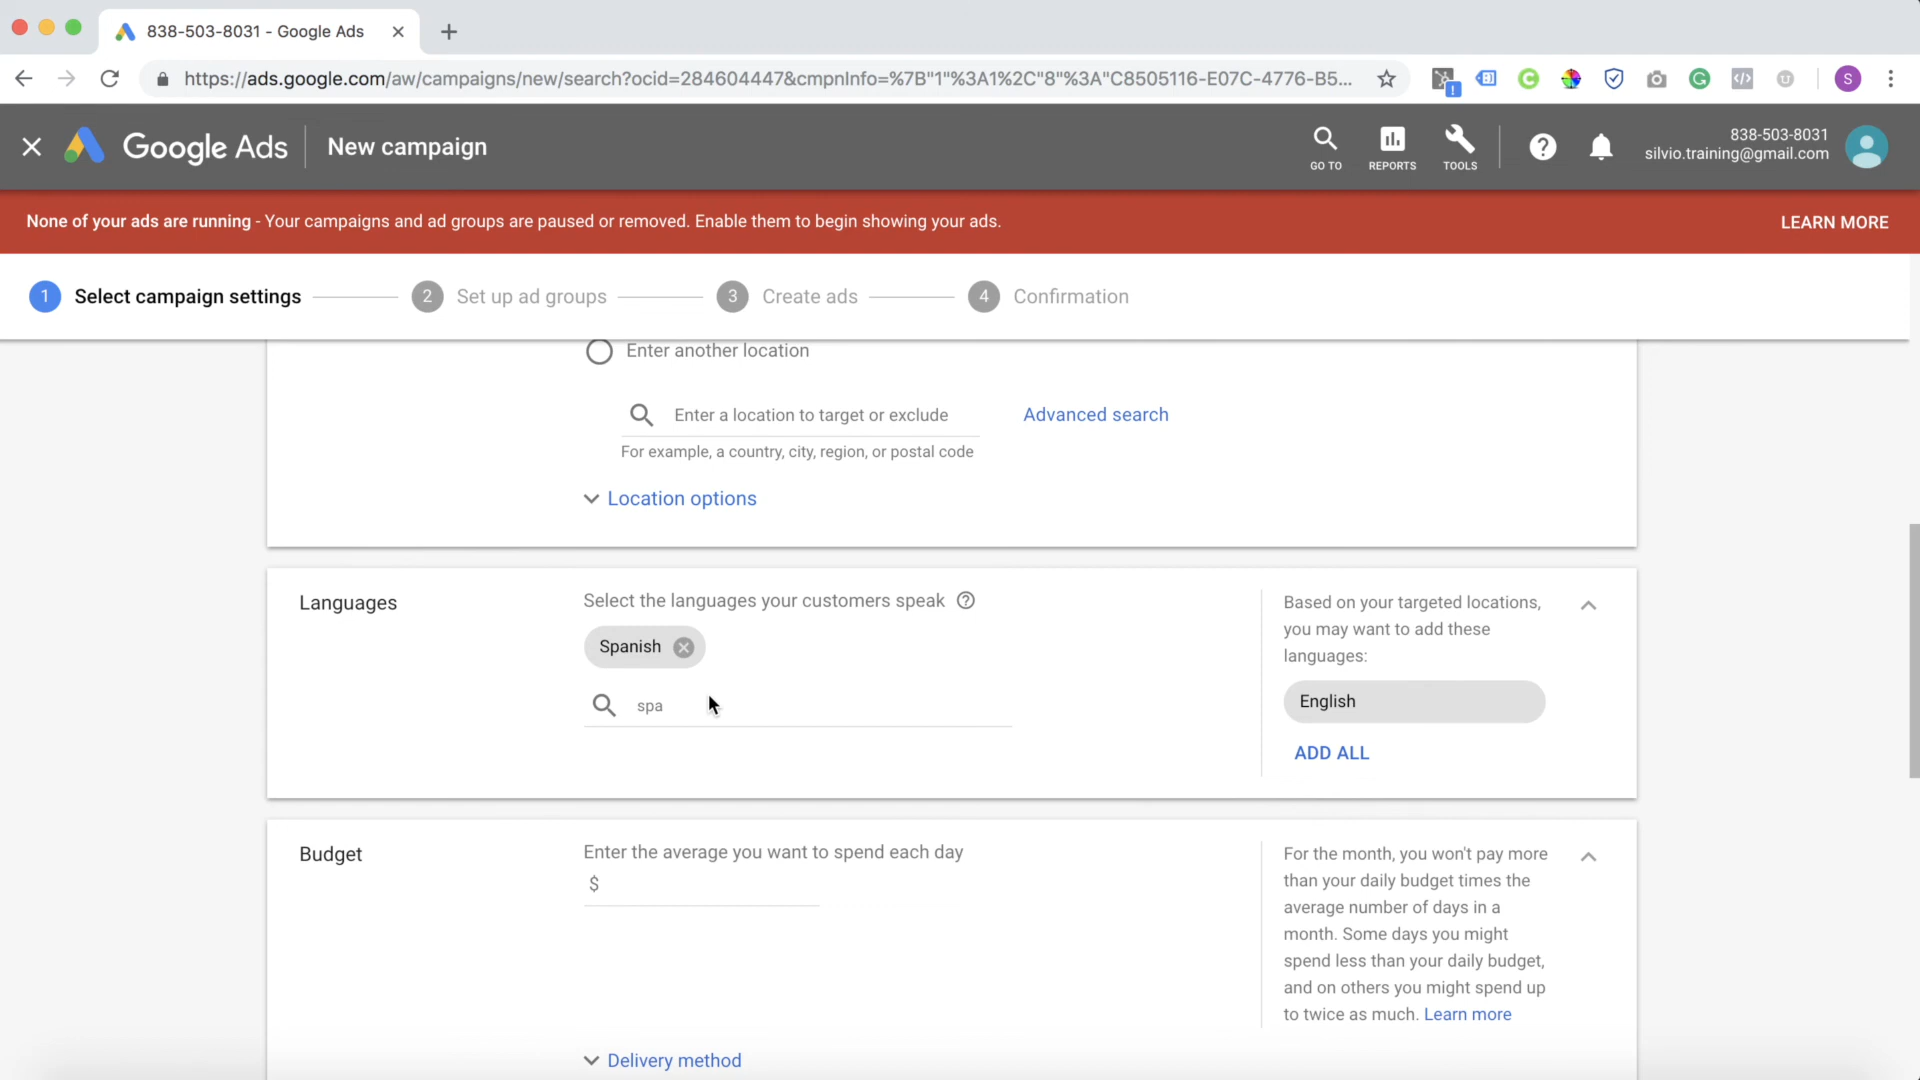 838-503-8031 - Google Ads
https://ads.google.com/aw/campaigns/new/search?ocid=284604447&cmpnInfo=%7B"1"%3A1%2C"8"%3A"C8505116-E07C-4776-B5...
Google Ads
New campaign
GO TO
REPORTS
TOOLS
838-503-8031
silvio.training@gmail.com
None of your ads are running - Your campaigns and ad groups are paused or removed. Enable them to begin showing your ads.
LEARN MORE
1 Select campaign settings
2 Set up ad groups
3 Create ads
4 Confirmation
Enter another location
Enter a location to target or exclude
Advanced search
For example, a country, city, region, or postal code
Location options
Languages
Select the languages your customers speak
Spanish
spa
Based on your targeted locations,
you may want to add these
languages:
English
ADD ALL
Budget
Enter the average you want to spend each day
$
For the month, you won't pay more
than your daily budget times the
average number of days in a
month. Some days you might
spend less than your daily budget,
and on others you might spend up
to twice as much. Learn more
Delivery method